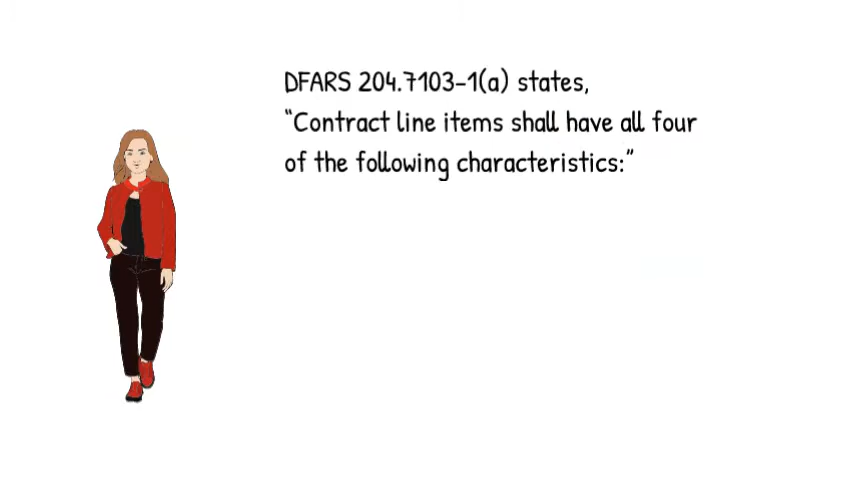 DFARS 204.7103-1(a) states,
“Contract line items shall have all four
of the following characteristics:”